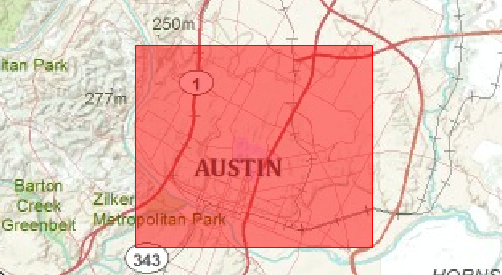 250m
itan Park
1
277m
AUSTIN
Barton
Creek
Greenbelt
Zilker
Metropolitan Park
343
HORNS